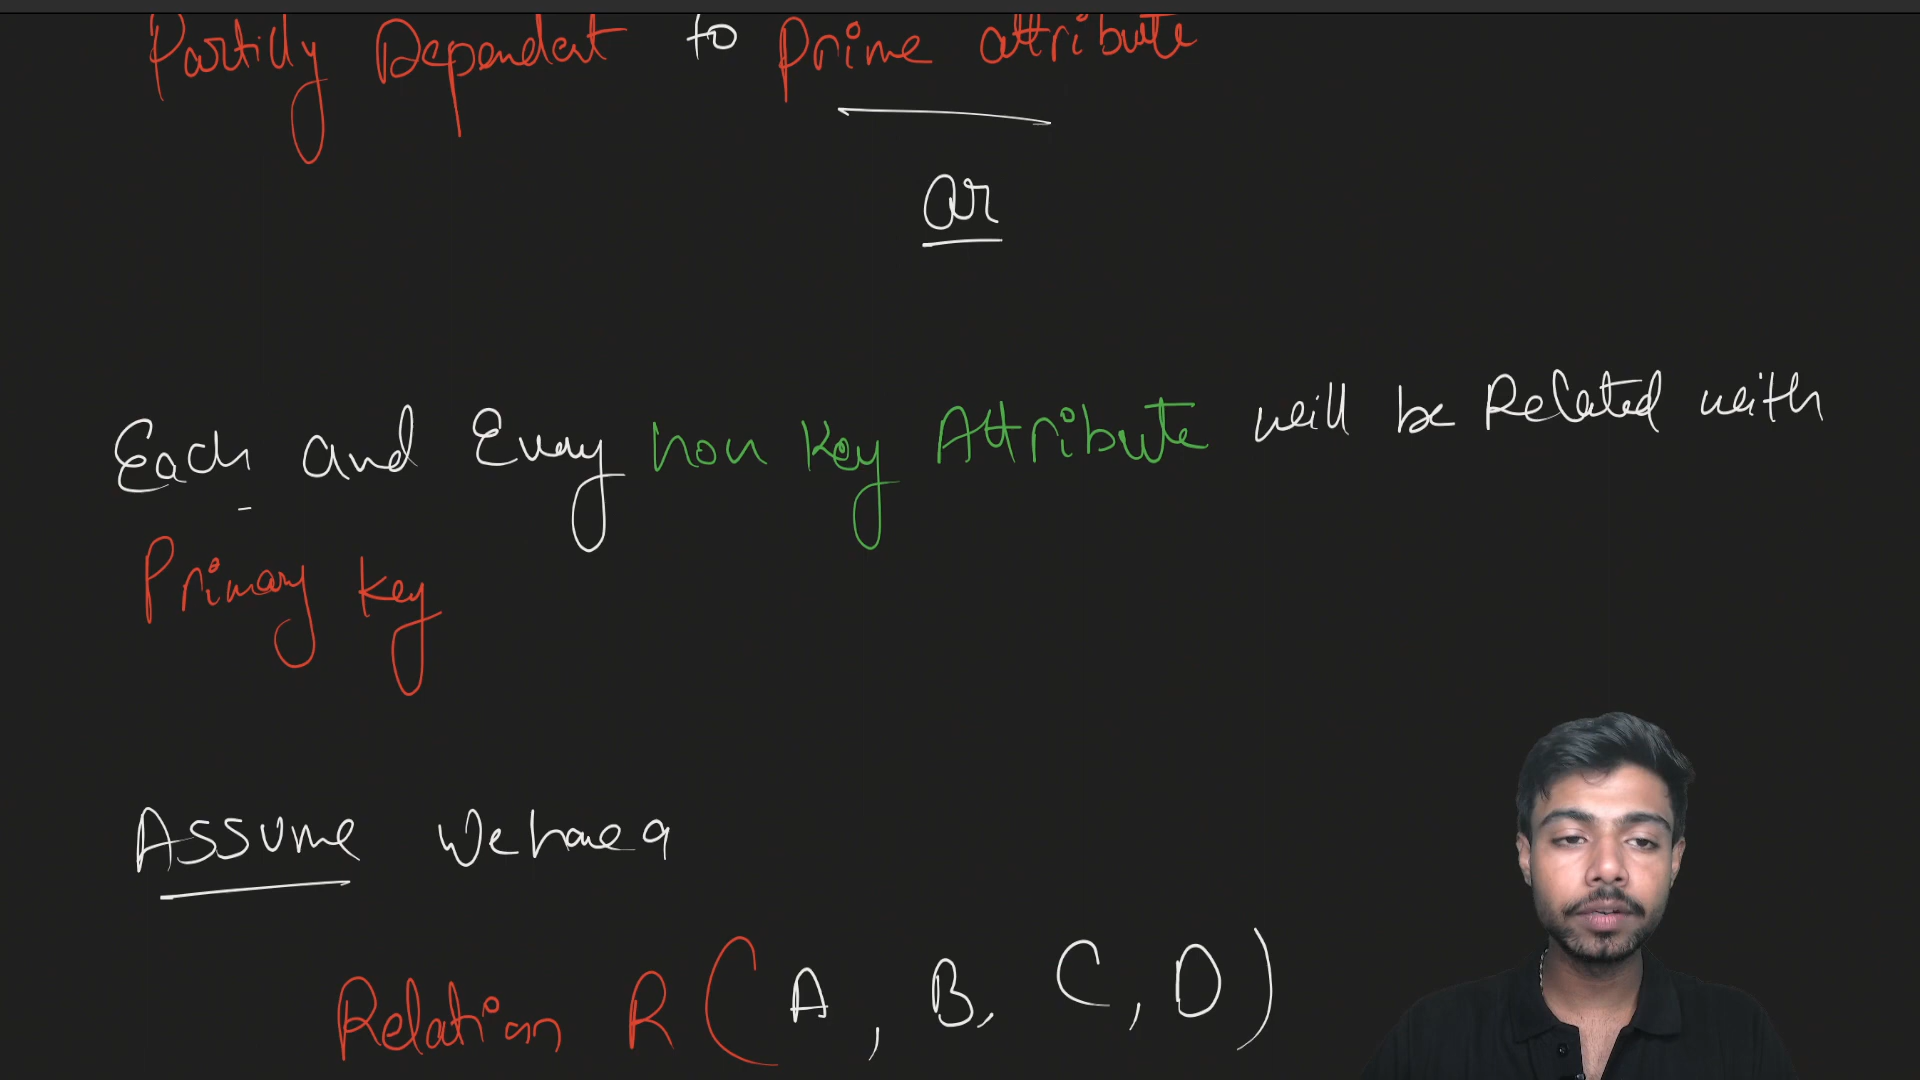 Partilly Dependent to Prime attribute
or
Each and Every non Key Attribute will be Related with
Primary key
Assume We have a
Relation R ( A , B, C, D )